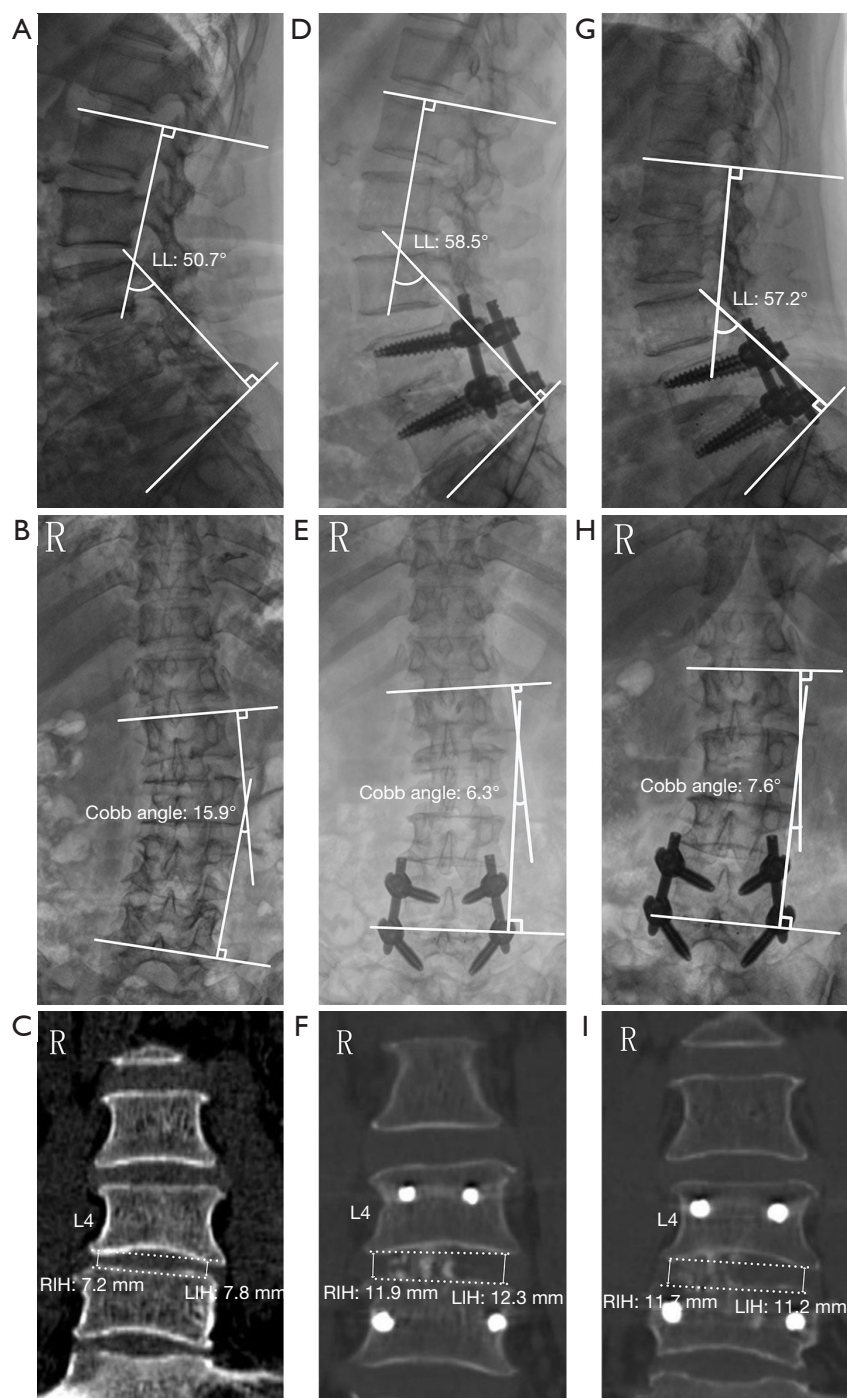 A
D
G
LL: 50.7°
LL: 58.5°
LL: 57.2°
B
R
E
R
H
R
Cobb angle: 15.9°
Cobb angle: 6.3°
Cobb angle: 7.6°
C
R
F
R
I
R
L4
RIH: 7.2 mm
LIH: 7.8 mm
L4
RIH: 11.9 mm
LIH: 12.3 mm
L4
RIH: 11.7 mm
LIH: 11.2 mm